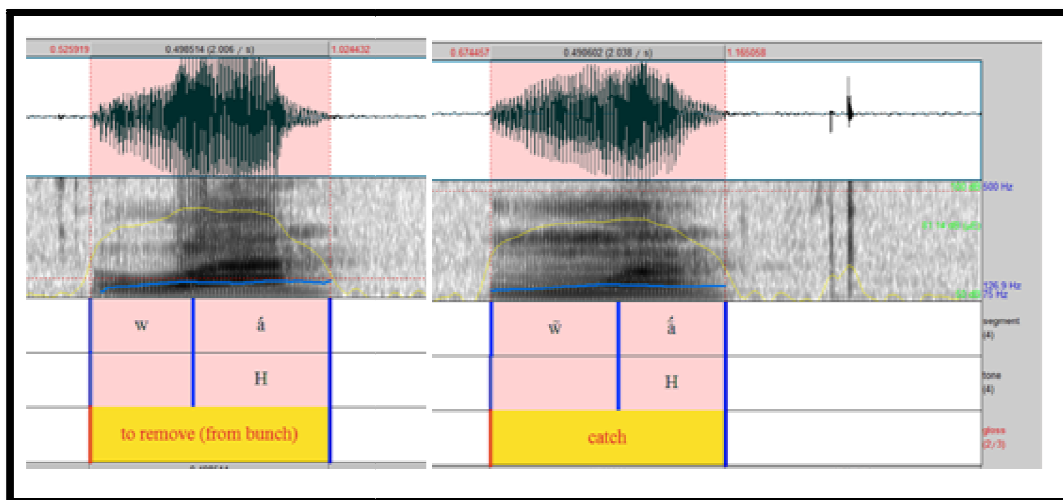 0.525919 0.498514 (2.006 / s) 1.024432
w á
H
to remove (from bunch)
0.674457 0.490602 (2.038 / s) 1.165058
500 Hz
126.9 Hz
75 Hz
w̃ ã́
segment
(4)
H
tone
(4)
catch
gloss
(2/3)